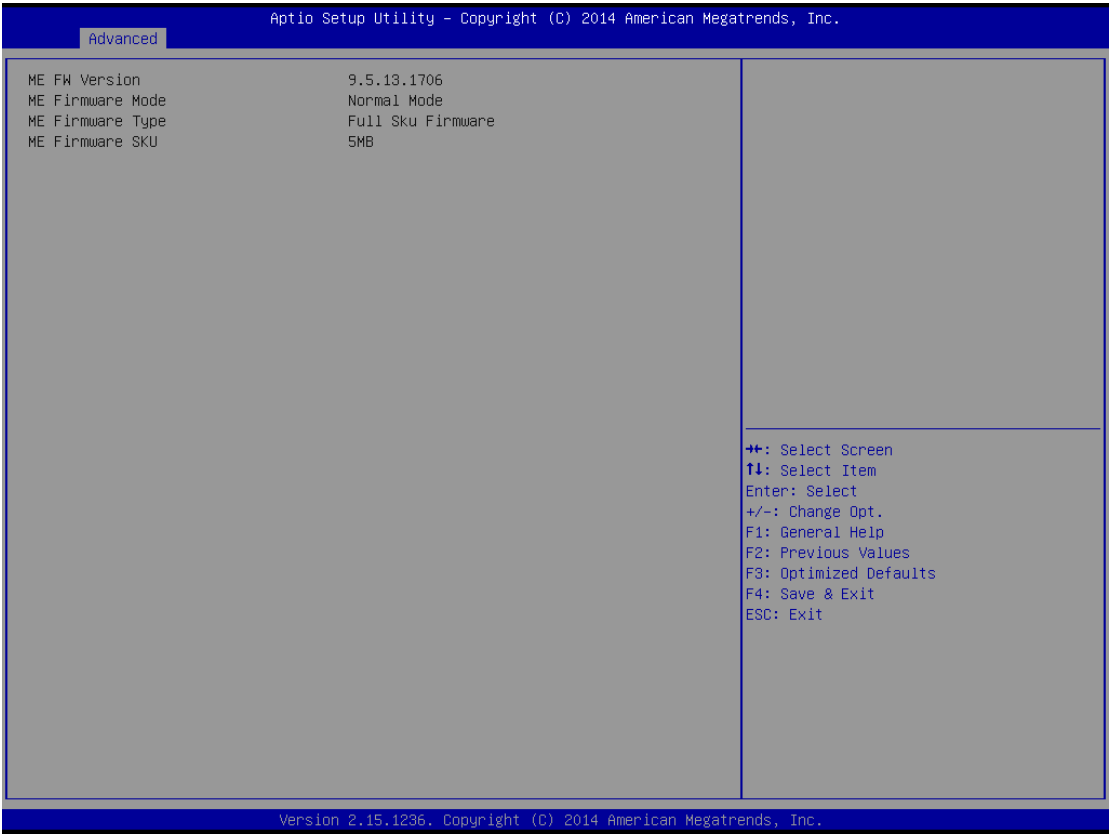 Aptio Setup Utility – Copyright (C) 2014 American Megatrends, Inc.
Advanced
ME FW Version 9.5.13.1706
ME Firmware Mode Normal Mode
ME Firmware Type Full Sku Firmware
ME Firmware SKU 5MB
→←: Select Screen
↑↓: Select Item
Enter: Select
+/-: Change Opt.
F1: General Help
F2: Previous Values
F3: Optimized Defaults
F4: Save & Exit
ESC: Exit
Version 2.15.1236. Copyright (C) 2014 American Megatrends, Inc.